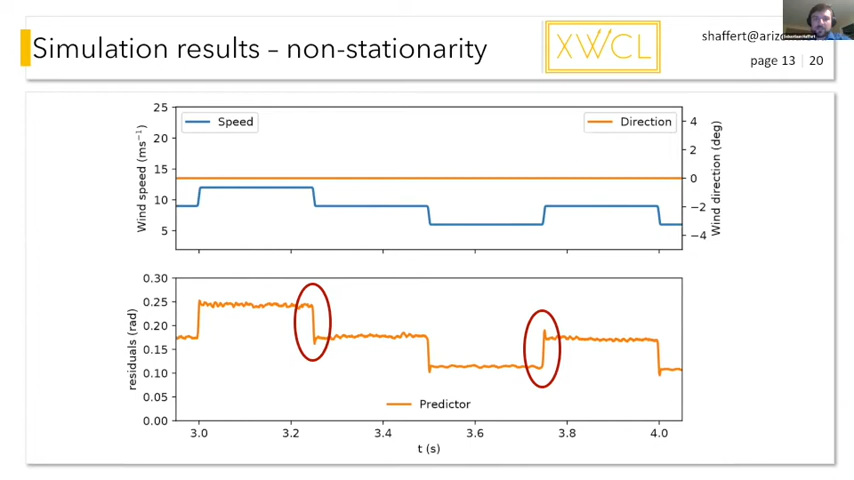 Simulation results – non-stationarity
XWCL
shaffert@arizo
page 13 | 20
25
20
15
10
5
Wind speed (ms⁻¹)
Speed
Direction
4
2
0
−2
−4
Wind direction (deg)
0.30
0.25
0.20
0.15
0.10
0.05
0.00
residuals (rad)
Predictor
3.0 3.2 3.4 3.6 3.8 4.0
t (s)